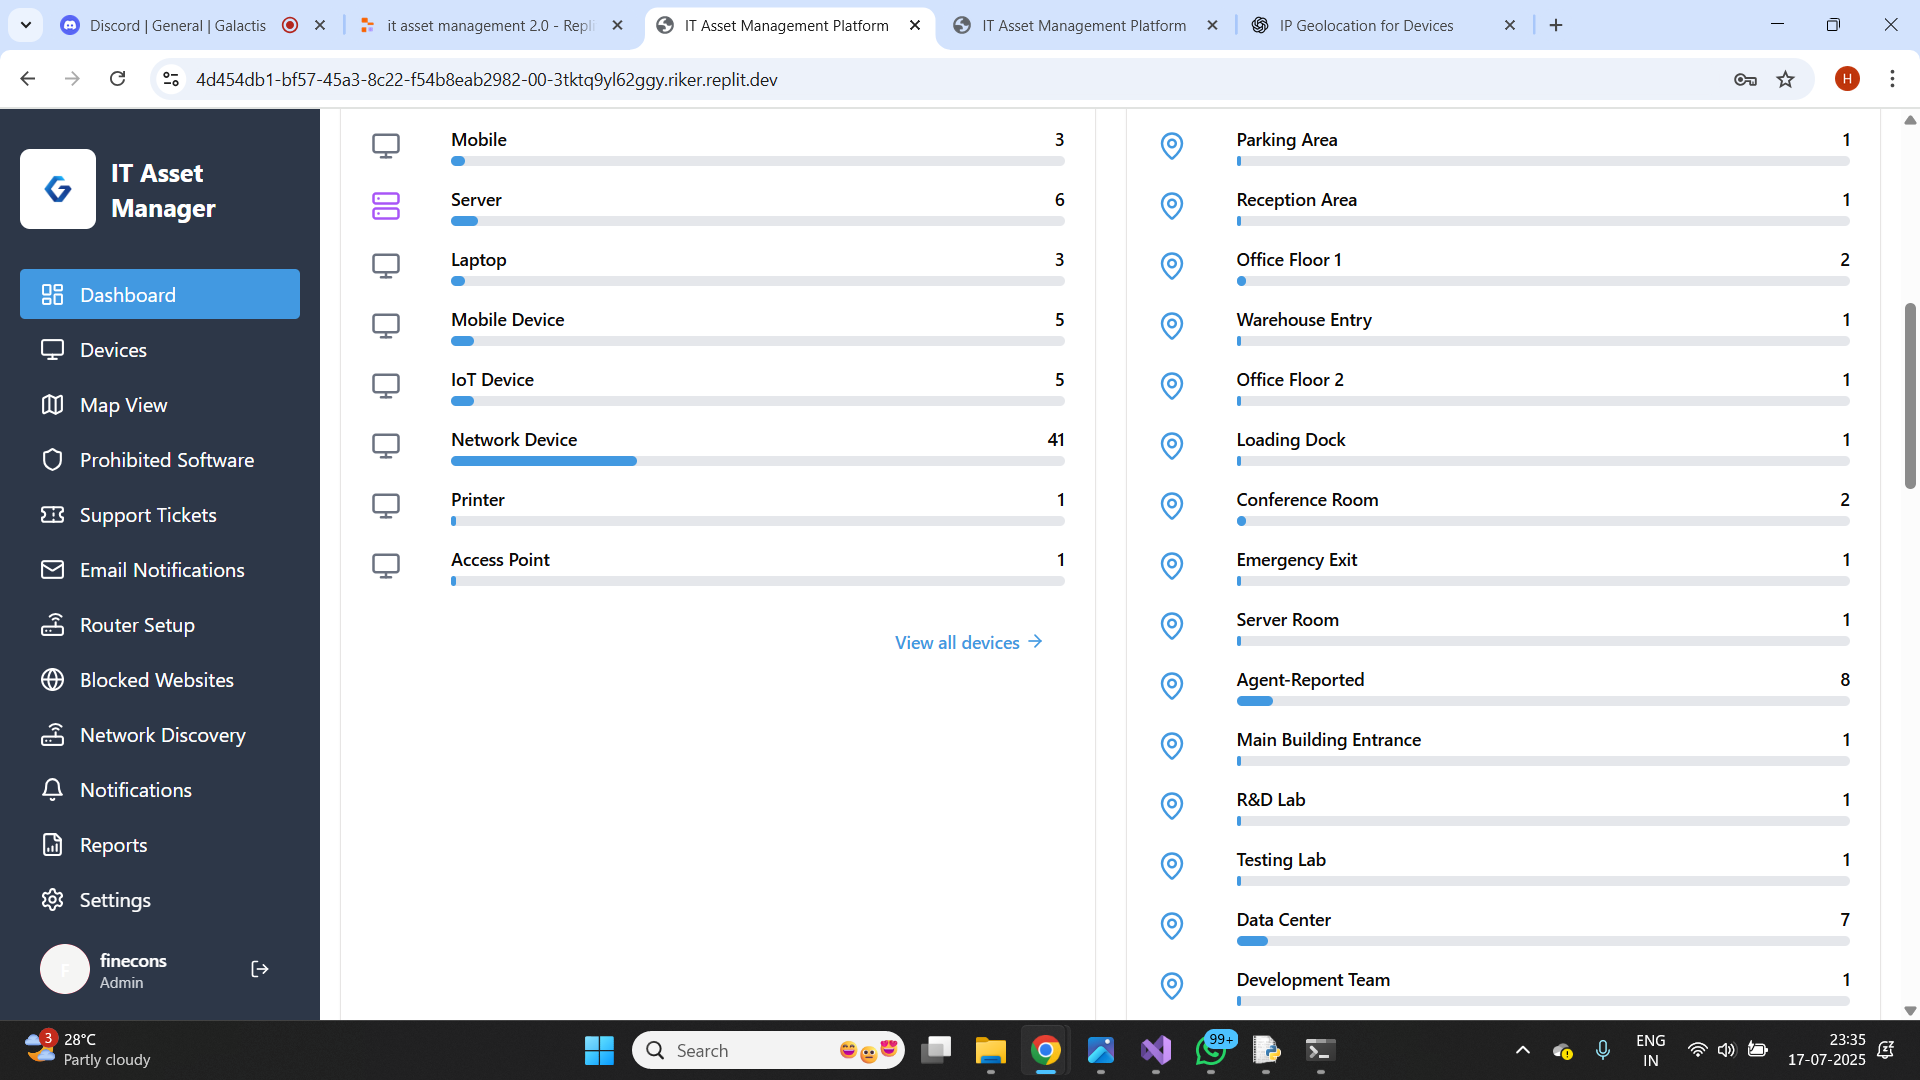 Discord | General | Galactis
it asset management 2.0 - Repli
IT Asset Management Platform
IT Asset Management Platform
IP Geolocation for Devices
4d454db1-bf57-45a3-8c22-f54b8eab2982-00-3tktq9yl62ggy.riker.replit.dev
H
IT Asset
Manager
Dashboard
Devices
Map View
Prohibited Software
Support Tickets
Email Notifications
Router Setup
Blocked Websites
Network Discovery
Notifications
Reports
Settings
F
finecons
Admin
Mobile 3
Server 6
Laptop 3
Mobile Device 5
IoT Device 5
Network Device 41
Printer 1
Access Point 1
View all devices
Parking Area 1
Reception Area 1
Office Floor 1 2
Warehouse Entry 1
Office Floor 2 1
Loading Dock 1
Conference Room 2
Emergency Exit 1
Server Room 1
Agent-Reported 8
Main Building Entrance 1
R&D Lab 1
Testing Lab 1
Data Center 7
Development Team 1
3
28°C
Partly cloudy
Search
99+
ENG
IN
23:35
17-07-2025